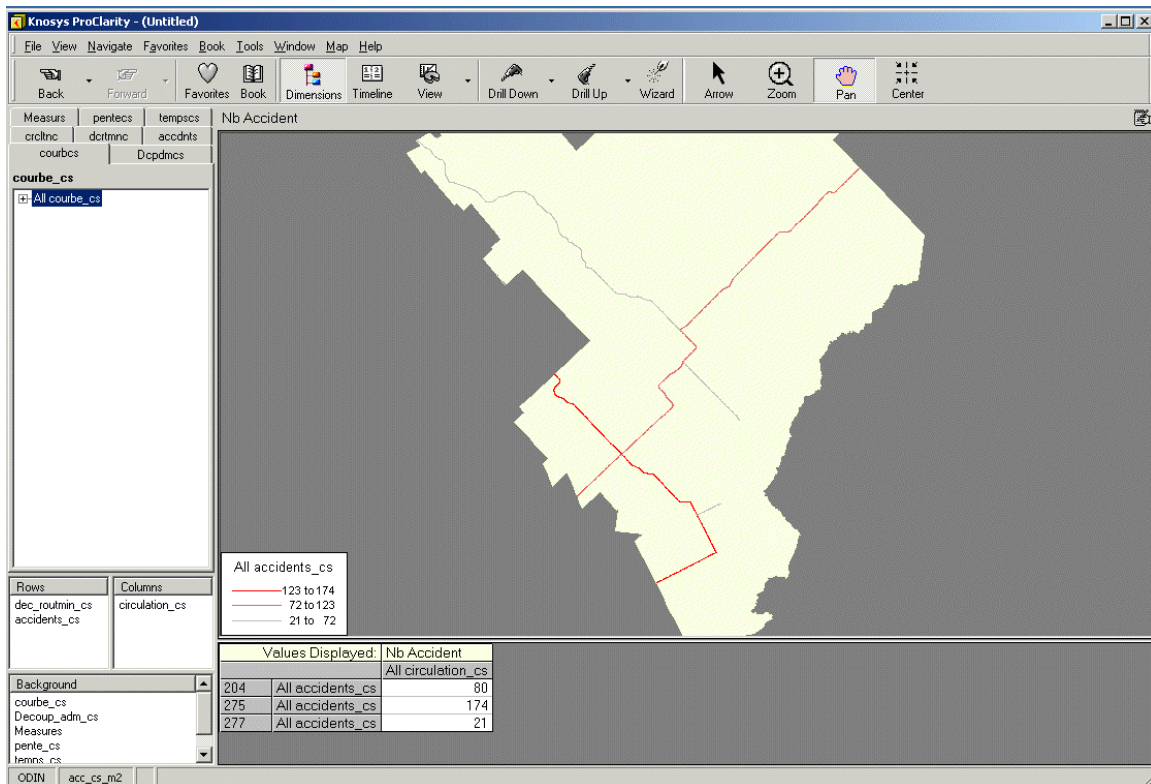 Knosys ProClarity - (Untitled)
File View Navigate Favorites Book Tools Window Map Help
Back Forward Favorites Book Dimensions Timeline View Drill Down Drill Up Wizard Arrow Zoom Pan Center
Measurs pentecs tempscs
crcltnc dcrtmnc accdnts
courbcs Dcpdmcs
Nb Accident
courbe_cs
All courbe_cs
All accidents_cs
123 to 174
72 to 123
21 to 72
Rows Columns
dec_routmin_cs circulation_cs
accidents_cs
Values Displayed: Nb Accident
All circulation_cs
204 All accidents_cs 80
275 All accidents_cs 174
277 All accidents_cs 21
Background
courbe_cs
Decoup_adm_cs
Measures
pente_cs
temps_cs
ODIN acc_cs_m2